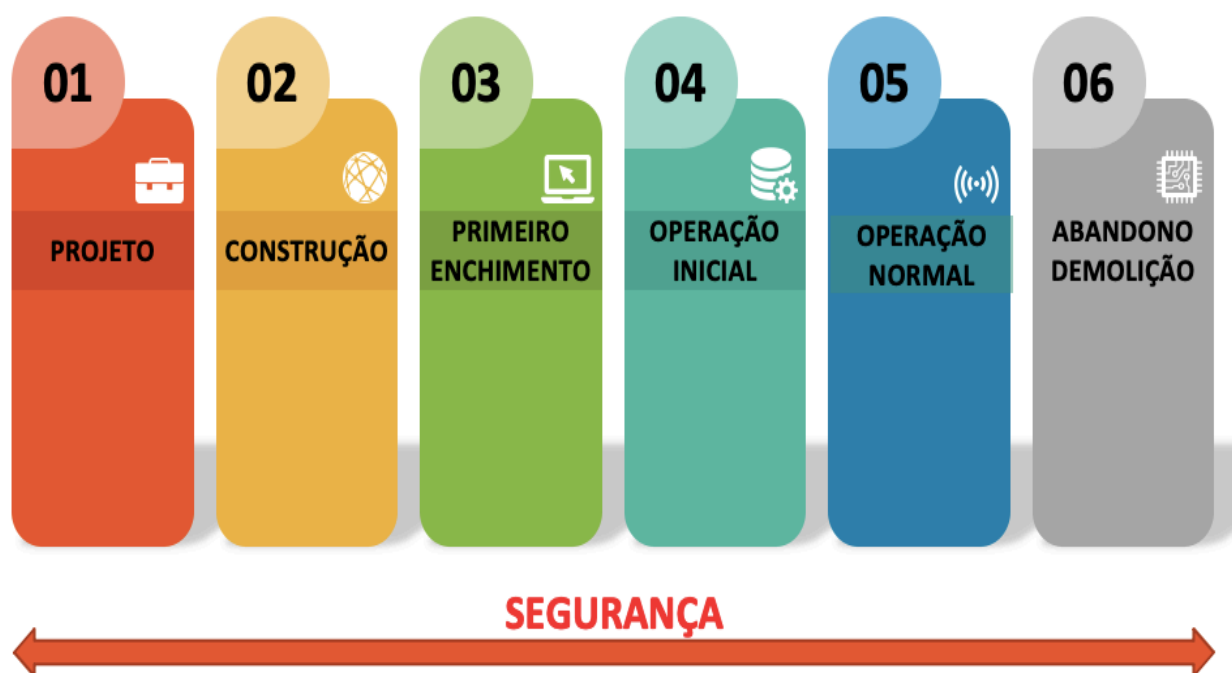 01
PROJETO
02
CONSTRUÇÃO
03
PRIMEIRO
ENCHIMENTO
04
OPERAÇÃO
INICIAL
05
OPERAÇÃO
NORMAL
06
ABANDONO
DEMOLIÇÃO
SEGURANÇA